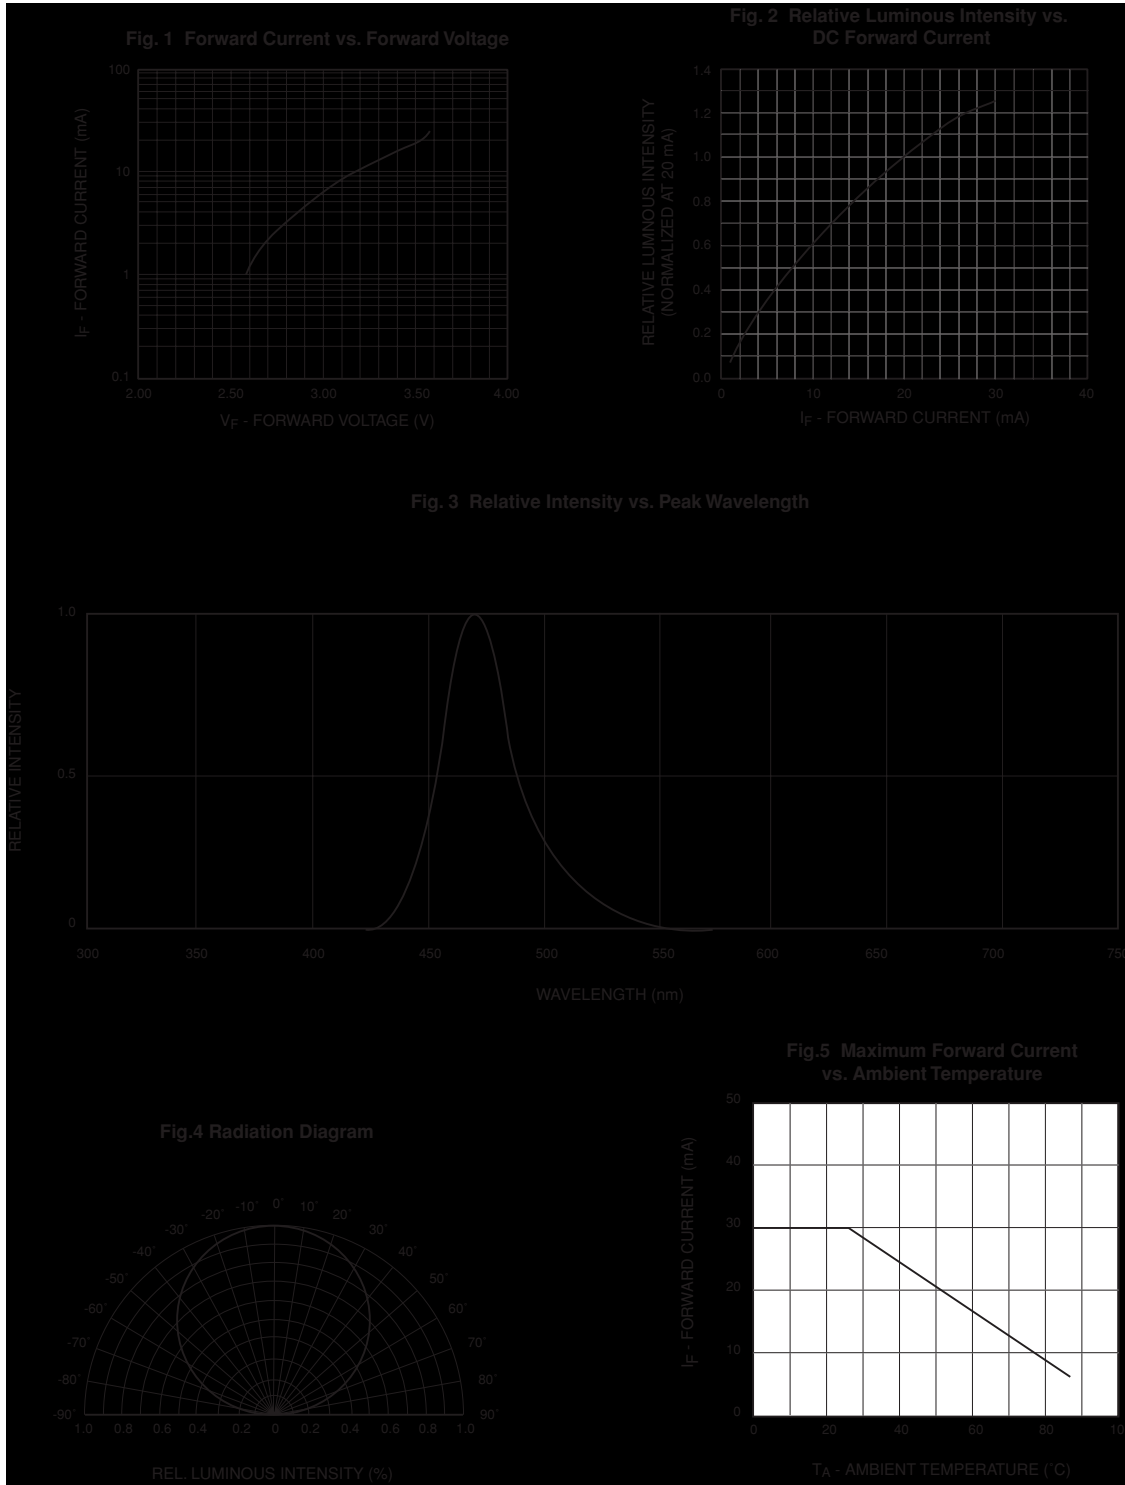 Fig. 1 Forward Current vs. Forward Voltage
100
10
1
0.1
IF - FORWARD CURRENT (mA)
2.00 2.50 3.00 3.50 4.00
VF - FORWARD VOLTAGE (V)
Fig. 2 Relative Luminous Intensity vs.
DC Forward Current
1.4
1.2
1.0
0.8
0.6
0.4
0.2
0.0
RELATIVE LUMNOUS INTENSITY
(NORMALIZED AT 20 mA)
0 10 20 30 40
IF - FORWARD CURRENT (mA)
Fig. 3 Relative Intensity vs. Peak Wavelength
1.0
0.5
0
RELATIVE INTENSITY
300 350 400 450 500 550 600 650 700 750
WAVELENGTH (nm)
Fig.4 Radiation Diagram
-90˚ -80˚ -70˚ -60˚ -50˚ -40˚ -30˚ -20˚ -10˚ 0˚ 10˚ 20˚ 30˚ 40˚ 50˚ 60˚ 70˚ 80˚ 90˚
1.0 0.8 0.6 0.4 0.2 0 0.2 0.4 0.6 0.8 1.0
REL. LUMINOUS INTENSITY (%)
Fig.5 Maximum Forward Current
vs. Ambient Temperature
50
40
30
20
10
0
IF - FORWARD CURRENT (mA)
0 20 40 60 80 10
TA - AMBIENT TEMPERATURE (˚C)